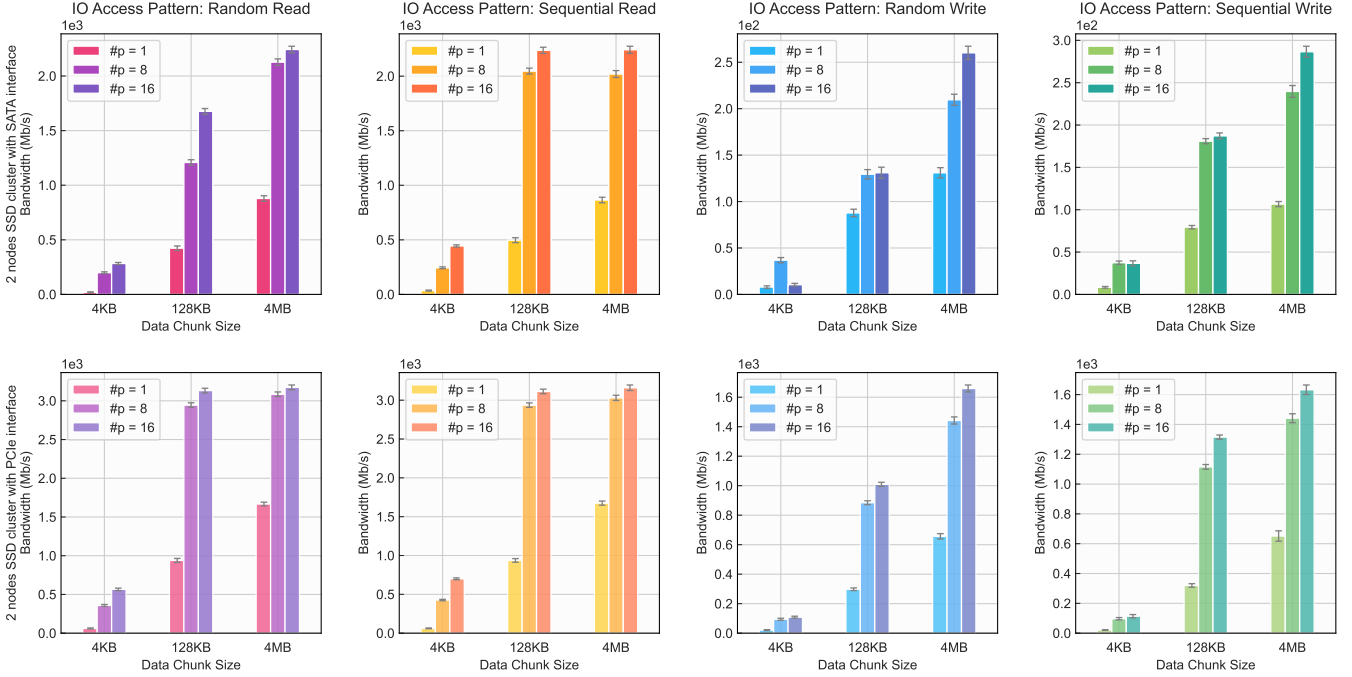 IO Access Pattern: Random Read
1e3
2 nodes SSD cluster with SATA interface
Bandwidth (Mb/s)
2.0
1.5
1.0
0.5
0.0
#p = 1
#p = 8
#p = 16
4KB 128KB 4MB
Data Chunk Size
IO Access Pattern: Sequential Read
1e3
Bandwidth (Mb/s)
2.0
1.5
1.0
0.5
0.0
#p = 1
#p = 8
#p = 16
4KB 128KB 4MB
Data Chunk Size
IO Access Pattern: Random Write
1e2
Bandwidth (Mb/s)
2.5
2.0
1.5
1.0
0.5
0.0
#p = 1
#p = 8
#p = 16
4KB 128KB 4MB
Data Chunk Size
IO Access Pattern: Sequential Write
1e2
Bandwidth (Mb/s)
3.0
2.5
2.0
1.5
1.0
0.5
0.0
#p = 1
#p = 8
#p = 16
4KB 128KB 4MB
Data Chunk Size
1e3
2 nodes SSD cluster with PCIe interface
Bandwidth (Mb/s)
3.0
2.5
2.0
1.5
1.0
0.5
0.0
#p = 1
#p = 8
#p = 16
4KB 128KB 4MB
Data Chunk Size
1e3
Bandwidth (Mb/s)
3.0
2.5
2.0
1.5
1.0
0.5
0.0
#p = 1
#p = 8
#p = 16
4KB 128KB 4MB
Data Chunk Size
1e3
Bandwidth (Mb/s)
1.6
1.4
1.2
1.0
0.8
0.6
0.4
0.2
0.0
#p = 1
#p = 8
#p = 16
4KB 128KB 4MB
Data Chunk Size
1e3
Bandwidth (Mb/s)
1.6
1.4
1.2
1.0
0.8
0.6
0.4
0.2
0.0
#p = 1
#p = 8
#p = 16
4KB 128KB 4MB
Data Chunk Size